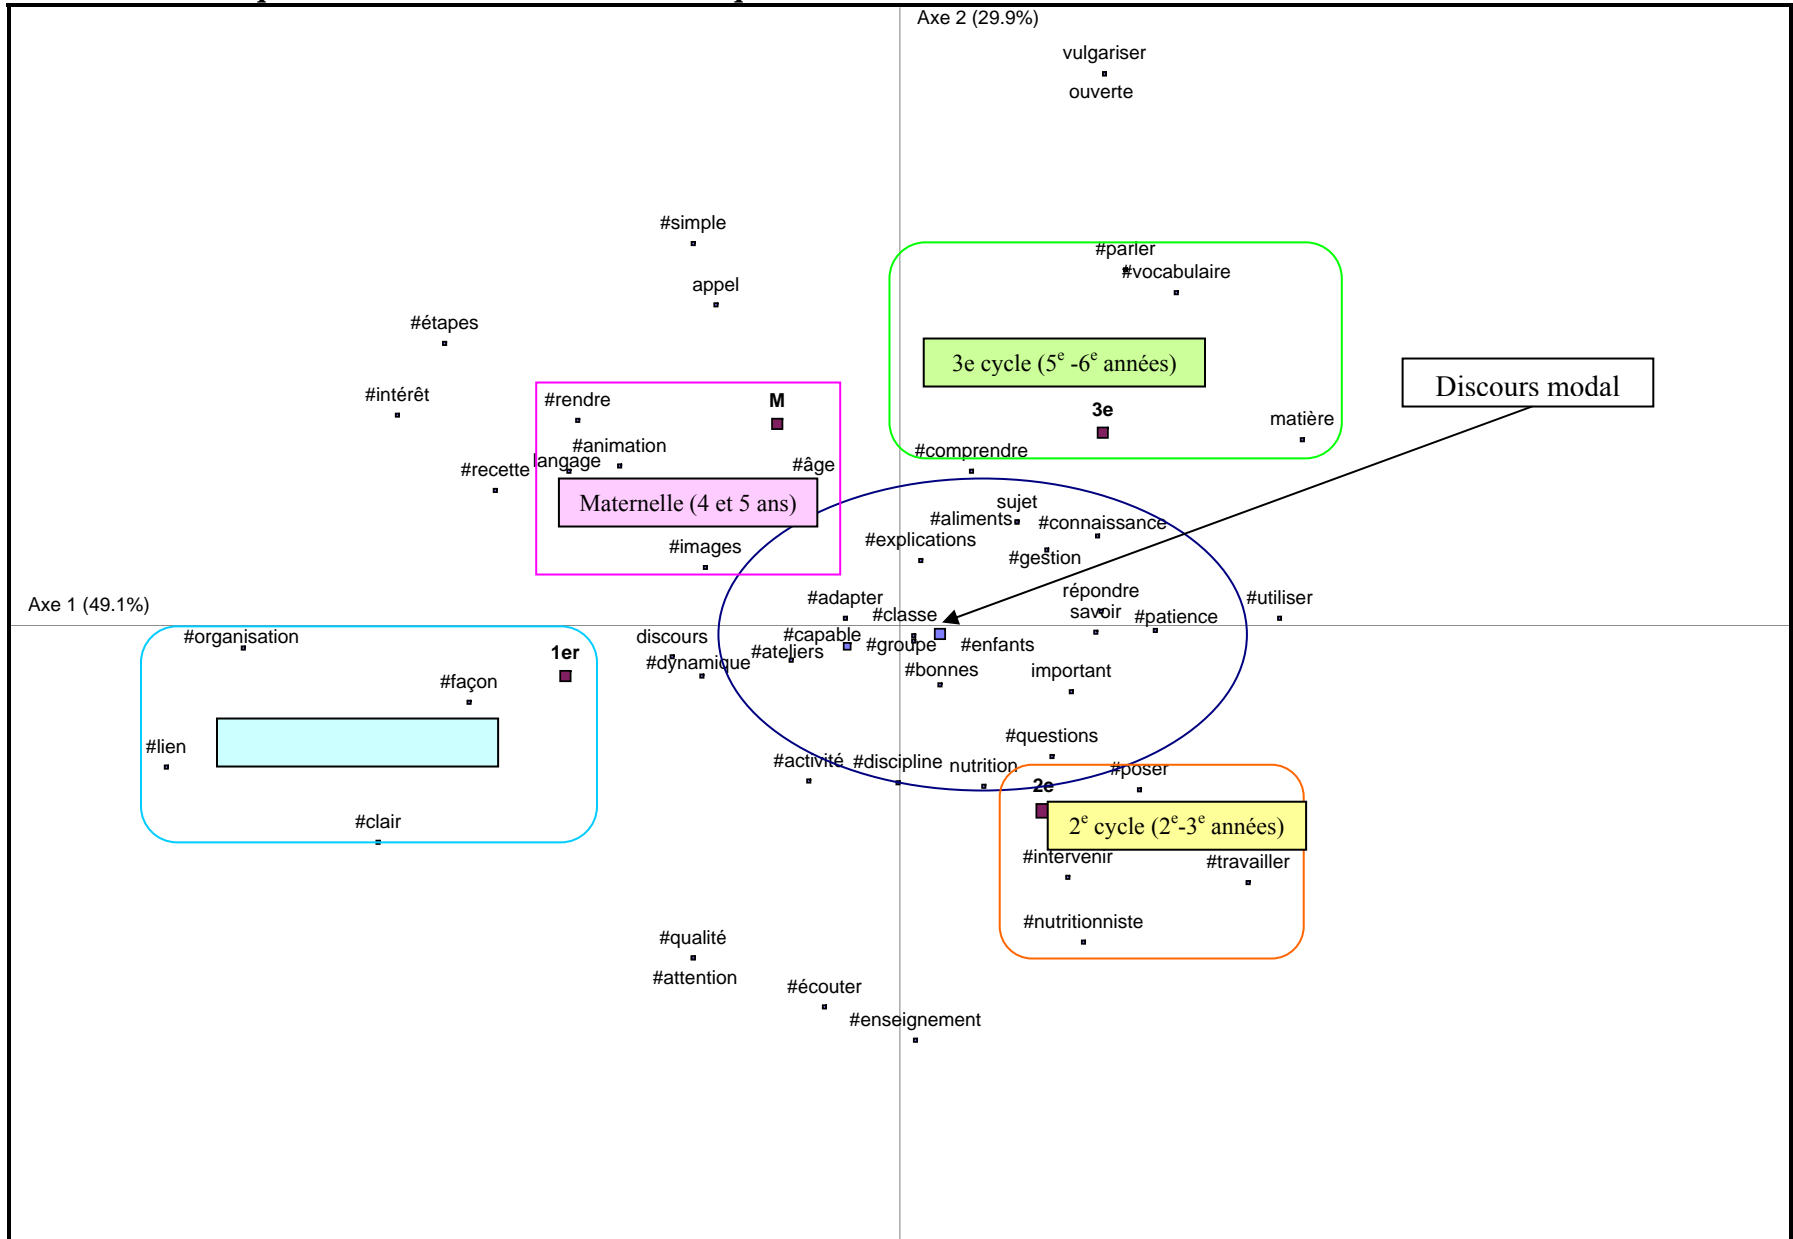 Axe 2 (29.9%)
vulgariser
ouverte
#simple
#parler
#vocabulaire
appel
#étapes
3e cycle (5e -6e années)
Discours modal
#intérêt
#rendre
M
3e
matière
#animation
langage
#recette
#âge
#comprendre
Maternelle (4 et 5 ans)
sujet
#aliments
#connaissance
#explications
#images
#gestion
Axe 1 (49.1%)
#adapter
répondre
#utiliser
#classe
savoir
#patience
#organisation
discours
#capable
#groupe
#enfants
1er
#dynamique
#ateliers
#bonnes
important
#façon
#lien
#questions
#activité
#discipline
nutrition
#poser
2e
#clair
2e cycle (2e-3e années)
#intervenir
#travailler
#nutritionniste
#qualité
#attention
#écouter
#enseignement